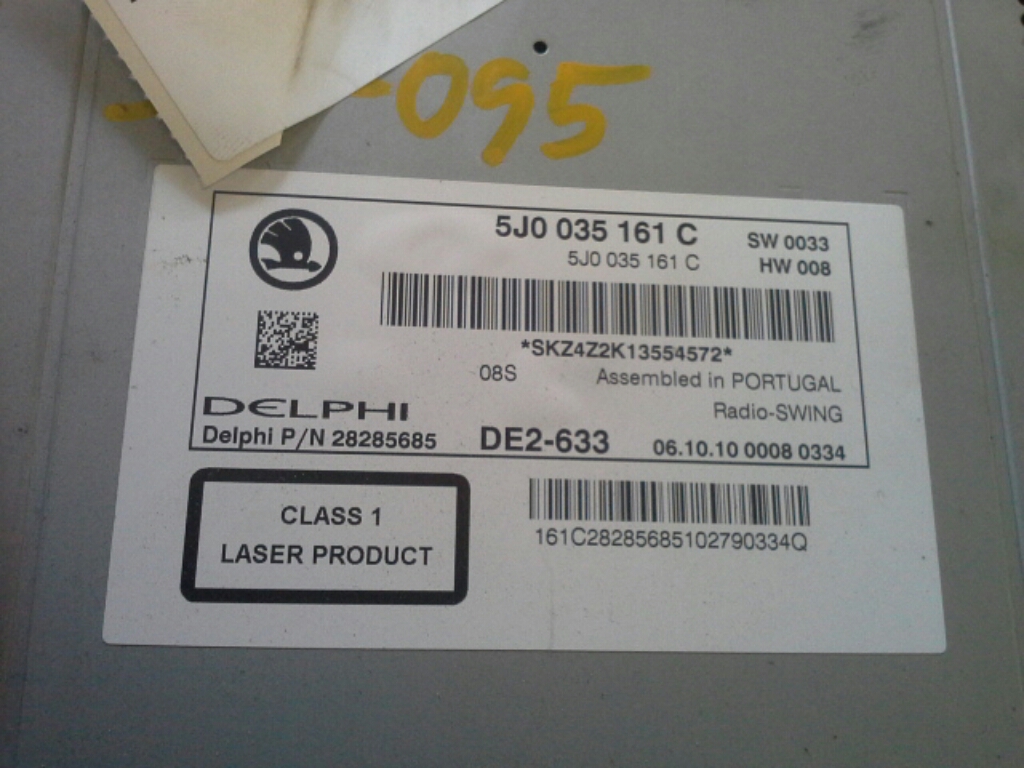 -095
5J0 035 161 C
SW 0033
5J0 035 161 C
HW 008
*SKZ4Z2K13554572*
08S
Assembled in PORTUGAL
DELPHI
Radio-SWING
Delphi P/N 28285685
DE2-633
06.10.10 0008 0334
CLASS 1
LASER PRODUCT
161C28285685102790334Q